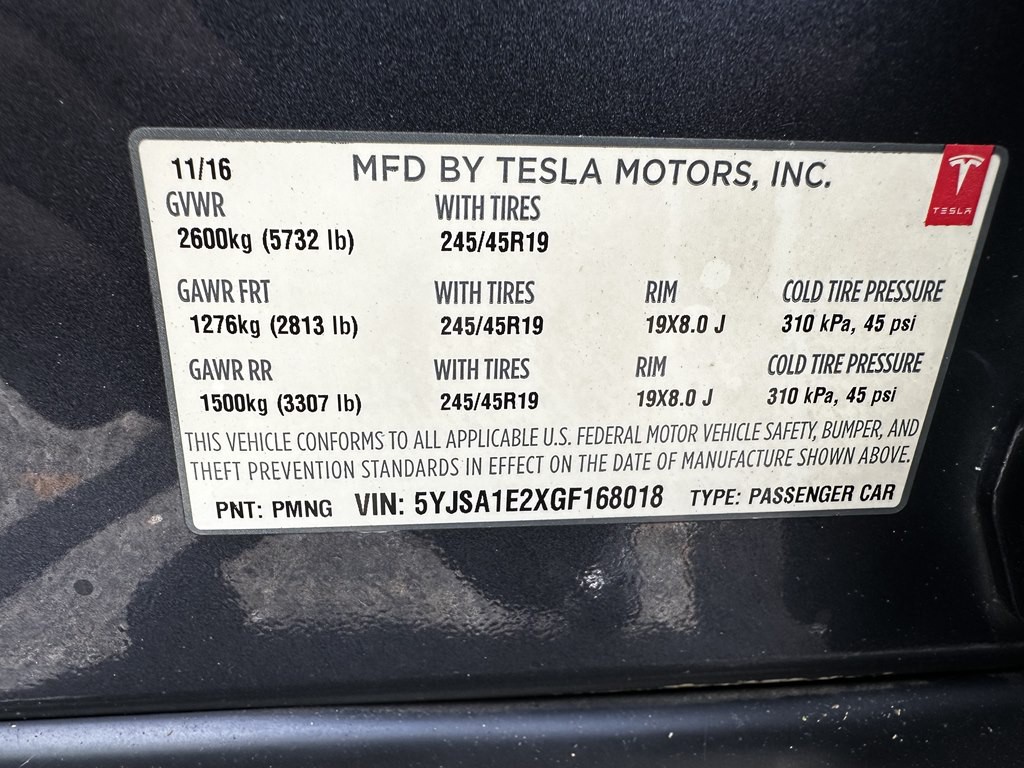 11/16 MFD BY TESLA MOTORS, INC.
TESLA
GVWR WITH TIRES
2600kg (5732 lb) 245/45R19
GAWR FRT WITH TIRES RIM COLD TIRE PRESSURE
1276kg (2813 lb) 245/45R19 19X8.0 J 310 kPa, 45 psi
GAWR RR WITH TIRES RIM COLD TIRE PRESSURE
1500kg (3307 lb) 245/45R19 19X8.0 J 310 kPa, 45 psi
THIS VEHICLE CONFORMS TO ALL APPLICABLE U.S. FEDERAL MOTOR VEHICLE SAFETY, BUMPER, AND
THEFT PREVENTION STANDARDS IN EFFECT ON THE DATE OF MANUFACTURE SHOWN ABOVE.
PNT: PMNG VIN: 5YJSA1E2XGF168018 TYPE: PASSENGER CAR